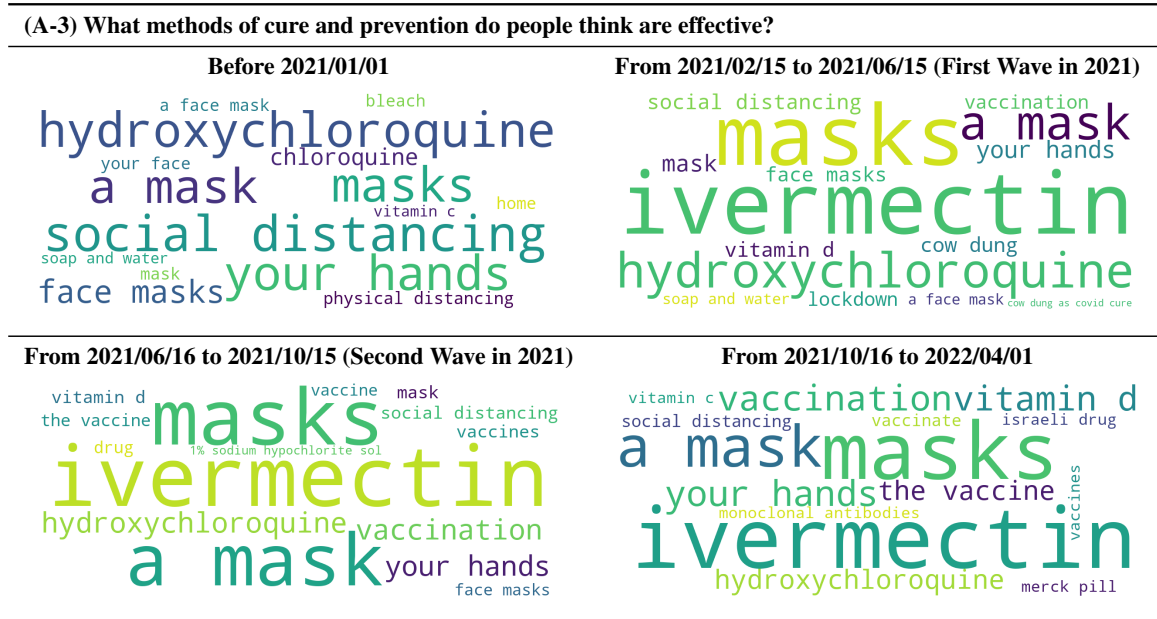 (A-3) What methods of cure and prevention do people think are effective?
Before 2021/01/01
a face mask
bleach
hydroxychloroquine
your face
chloroquine
a mask
masks
vitamin c
home
social distancing
soap and water
mask
your hands
face masks
physical distancing
From 2021/02/15 to 2021/06/15 (First Wave in 2021)
social distancing
vaccination
masks
a mask
mask
your hands
face masks
ivermectin
vitamin d
cow dung
hydroxychloroquine
soap and water
lockdown
a face mask
cow dung as covid cure
From 2021/06/16 to 2021/10/15 (Second Wave in 2021)
vitamin d
vaccine
mask
the vaccine
masks
social distancing
vaccines
drug
1% sodium hypochlorite sol
ivermectin
hydroxychloroquine
vaccination
a mask
your hands
face masks
From 2021/10/16 to 2022/04/01
vitamin c
vaccination
vitamin d
social distancing
vaccinate
israeli drug
a mask
masks
your hands
the vaccine
vaccines
monoclonal antibodies
ivermectin
hydroxychloroquine
merck pill